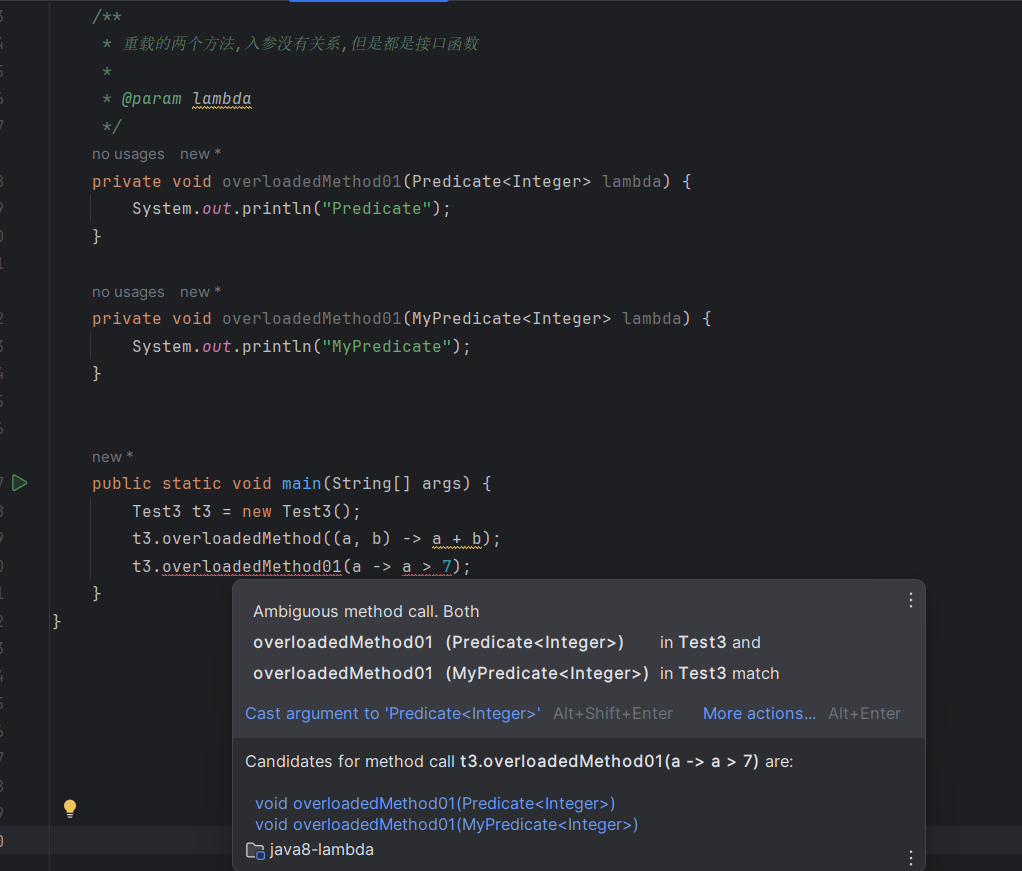 /**
* 重载的两个方法,入参没有关系,但是都是接口函数
*
* @param lambda
*/
no usages new *
private void overloadedMethod01(Predicate<Integer> lambda) {
System.out.println("Predicate");
}
no usages new *
private void overloadedMethod01(MyPredicate<Integer> lambda) {
System.out.println("MyPredicate");
}
new *
public static void main(String[] args) {
Test3 t3 = new Test3();
t3.overloadedMethod((a, b) -> a + b);
t3.overloadedMethod01(a -> a > 7);
}
}
Ambiguous method call. Both
overloadedMethod01 (Predicate<Integer>) in Test3 and
overloadedMethod01 (MyPredicate<Integer>) in Test3 match
Cast argument to 'Predicate<Integer>' Alt+Shift+Enter More actions... Alt+Enter
Candidates for method call t3.overloadedMethod01(a -> a > 7) are:
void overloadedMethod01(Predicate<Integer>)
void overloadedMethod01(MyPredicate<Integer>)
java8-lambda